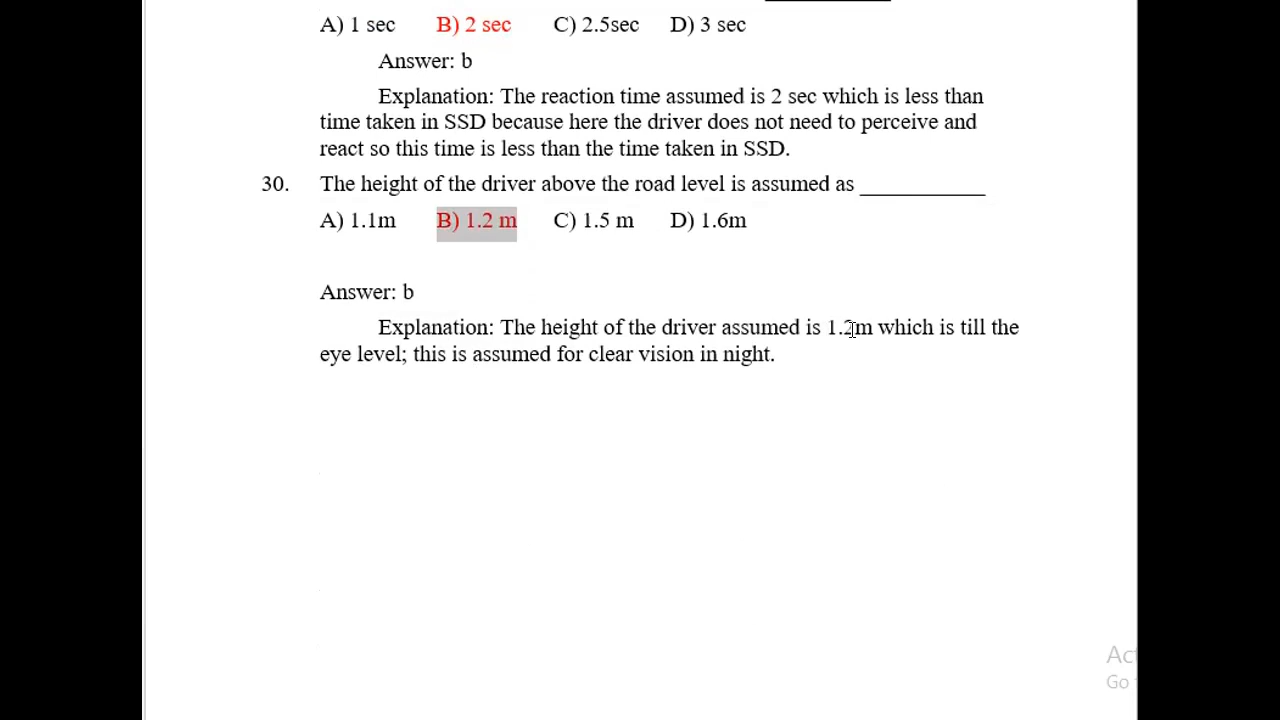 A) 1 sec B) 2 sec C) 2.5sec D) 3 sec
Answer: b
Explanation: The reaction time assumed is 2 sec which is less than
time taken in SSD because here the driver does not need to perceive and
react so this time is less than the time taken in SSD.
30. The height of the driver above the road level is assumed as ___________
A) 1.1m B) 1.2 m C) 1.5 m D) 1.6m
Answer: b
Explanation: The height of the driver assumed is 1.2m which is till the
eye level; this is assumed for clear vision in night.
Go